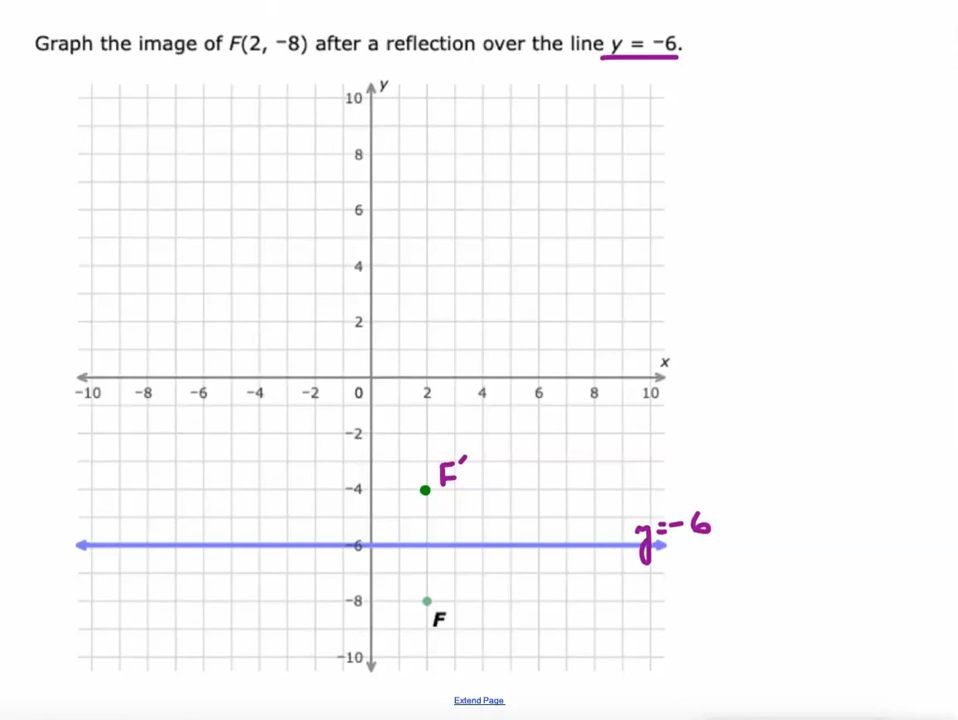 Graph the image of F(2, −8) after a reflection over the line y = −6.
y
10
8
6
4
2
x
−10 −8 −6 −4 −2 0 2 4 6 8 10
−2
F′
−4
y=−6
−6
−8
F
−10
Extend Page